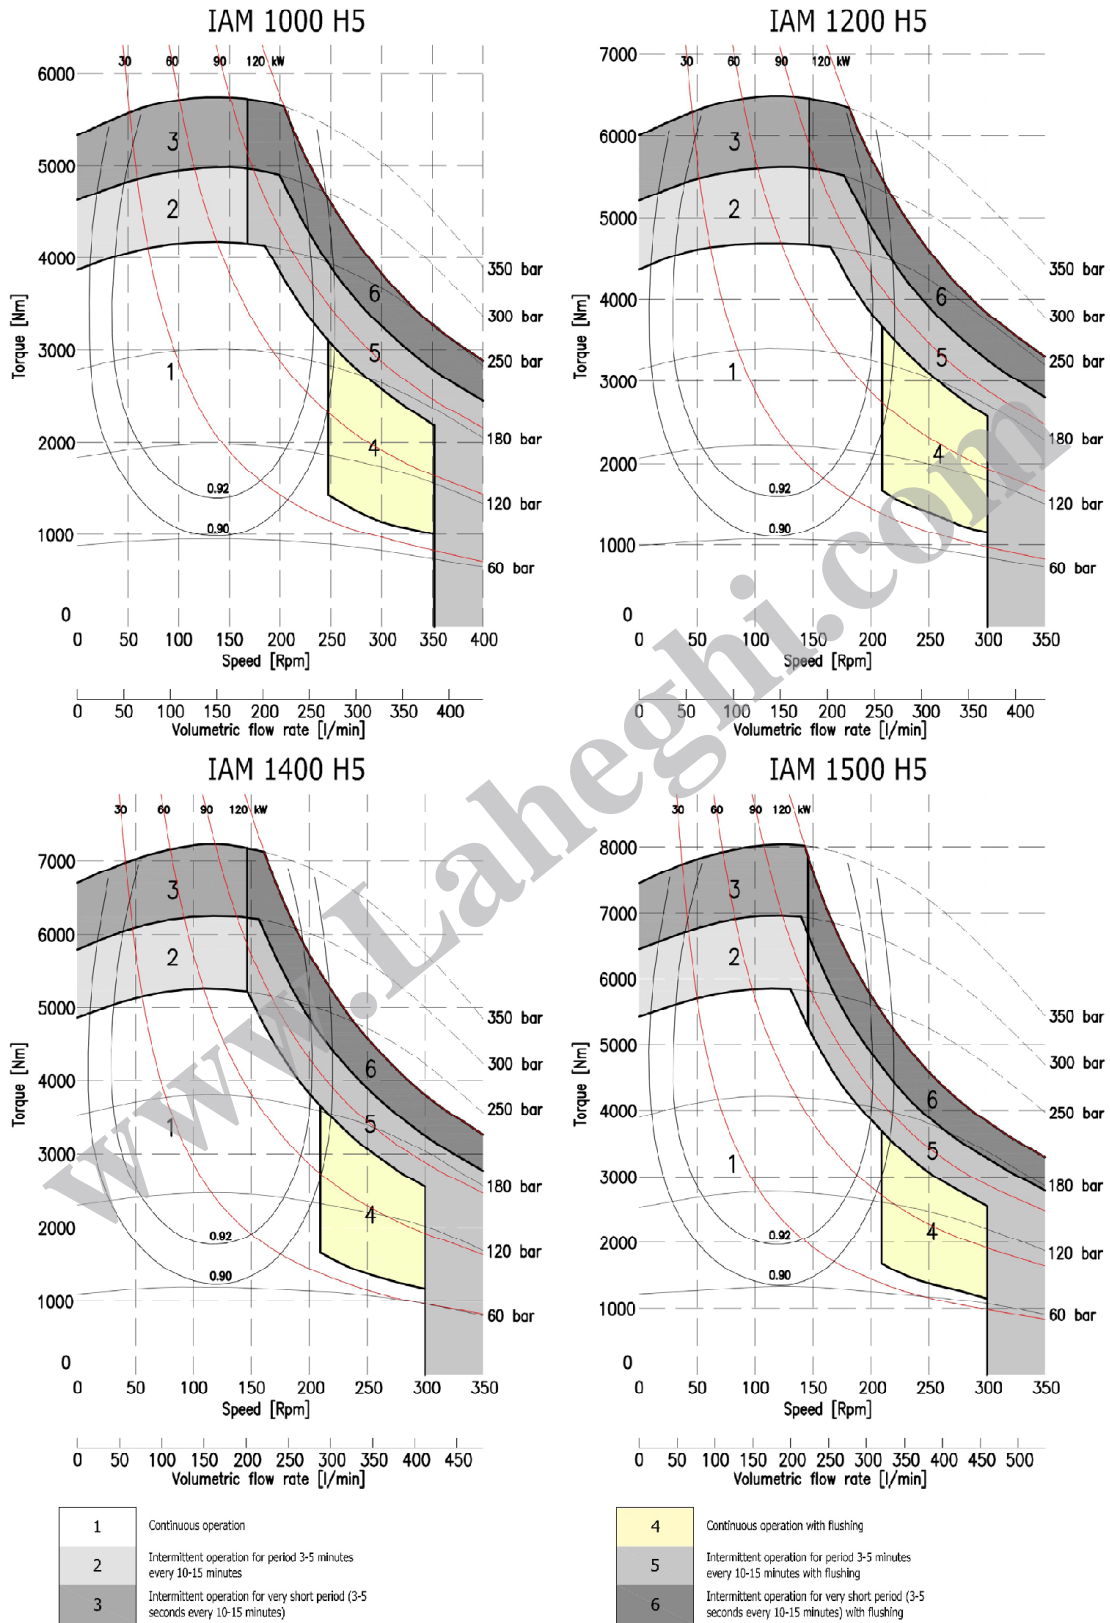 IAM 1000 H5
30 60 90 120 kW
6000
5000
4000
3000
2000
1000
0
Torque [Nm]
3
2
1
6
5
4
0.92
0.90
350 bar
300 bar
250 bar
180 bar
120 bar
60 bar
0 50 100 150 200 250 300 350 400
Speed [Rpm]
0 50 100 150 200 250 300 350 400
Volumetric flow rate [l/min]
IAM 1200 H5
30 60 90 120 kW
7000
6000
5000
4000
3000
2000
1000
0
Torque [Nm]
3
2
1
6
5
4
0.92
0.90
350 bar
300 bar
250 bar
180 bar
120 bar
60 bar
0 50 100 150 200 250 300 350
Speed [Rpm]
0 50 100 150 200 250 300 350 400
Volumetric flow rate [l/min]
IAM 1400 H5
30 60 90 120 kW
7000
6000
5000
4000
3000
2000
1000
0
Torque [Nm]
3
2
1
6
5
4
0.92
0.90
350 bar
300 bar
250 bar
180 bar
120 bar
60 bar
0 50 100 150 200 250 300 350
Speed [Rpm]
0 50 100 150 200 250 300 350 400 450
Volumetric flow rate [l/min]
IAM 1500 H5
30 60 90 120 kW
8000
7000
6000
5000
4000
3000
2000
1000
0
Torque [Nm]
3
2
1
6
5
4
0.92
0.90
350 bar
300 bar
250 bar
180 bar
120 bar
60 bar
0 50 100 150 200 250 300 350
Speed [Rpm]
0 50 100 150 200 250 300 350 400 450 500
Volumetric flow rate [l/min]
www.Laheghi.com
1 Continuous operation
2 Intermittent operation for period 3-5 minutes
every 10-15 minutes
3 Intermittent operation for very short period (3-5
seconds every 10-15 minutes)
4 Continuous operation with flushing
5 Intermittent operation for period 3-5 minutes
every 10-15 minutes with flushing
6 Intermittent operation for very short period (3-5
seconds every 10-15 minutes) with flushing